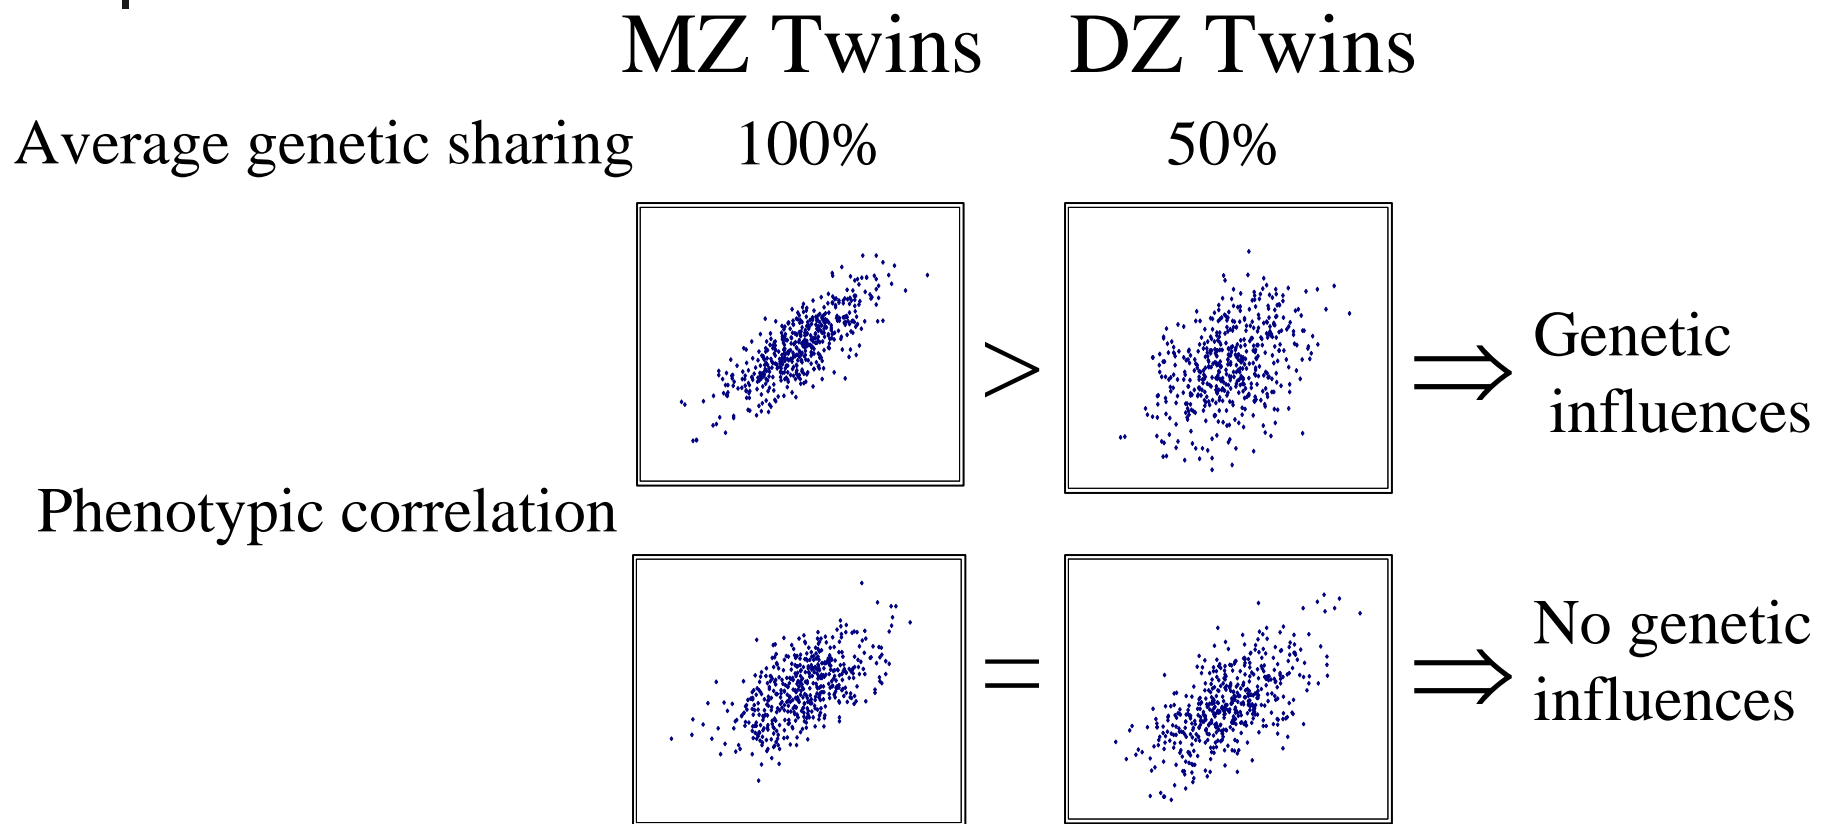 MZ Twins DZ Twins
Average genetic sharing 100% 50%
> ⇒ Genetic
influences
Phenotypic correlation
= ⇒ No genetic
influences